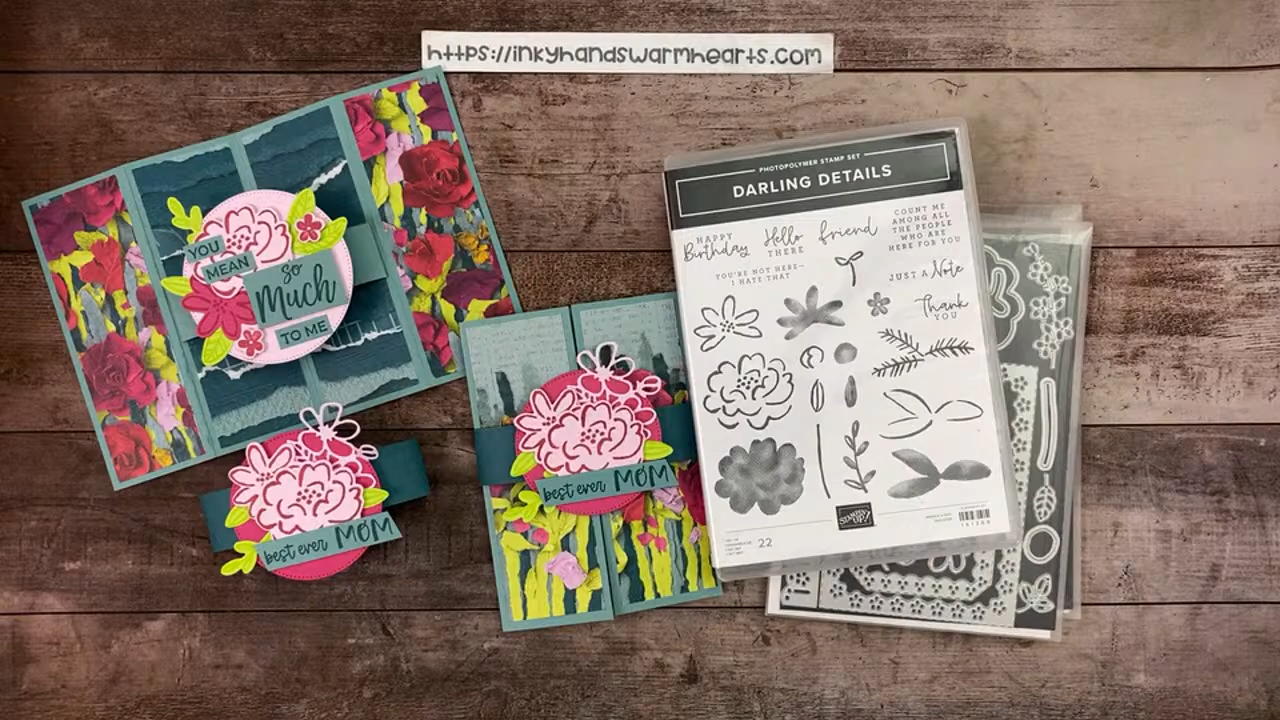 https://inkyhandswarmhearts.com
YOU
MEAN
so
Much
TO ME
best ever MOM
best ever MOM
PHOTOPOLYMER STAMP SET
DARLING DETAILS
HAPPY
Birthday
Hello
THERE
friend
COUNT ME
AMONG ALL
THE PEOPLE
WHO ARE
HERE FOR YOU
YOU'RE NOT HERE—
I HATE THAT
JUST A Note
Thank
YOU
STAMPIN'
UP!
22